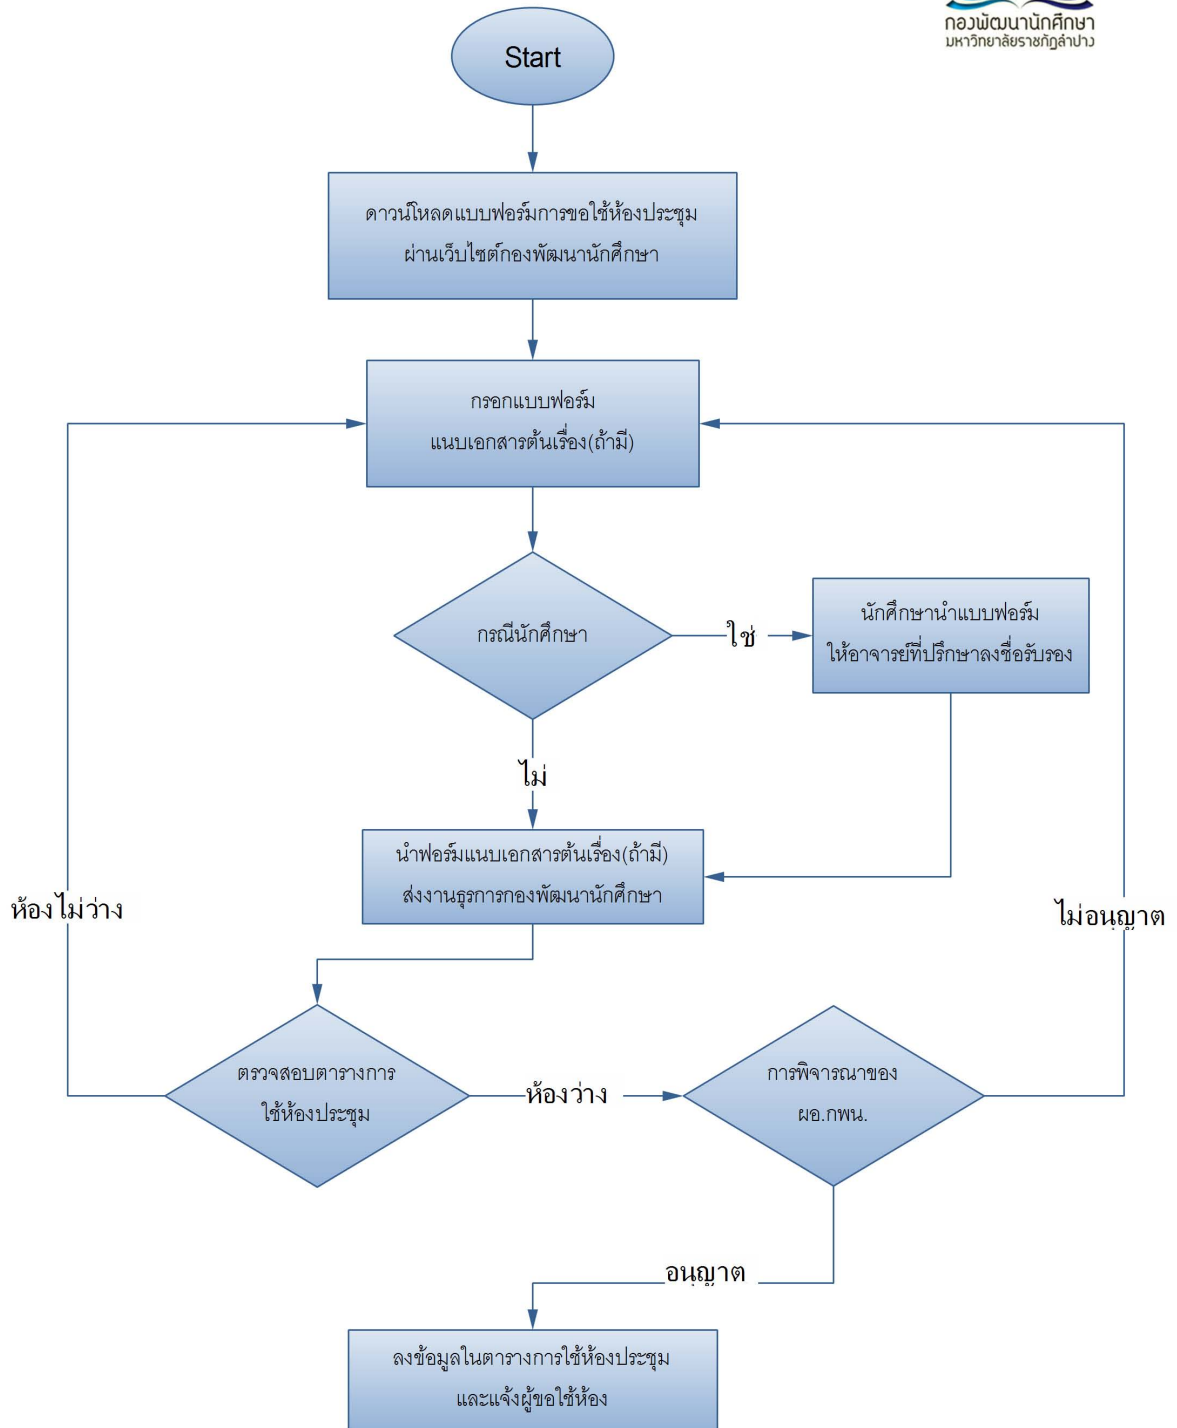 กองพัฒนานักศึกษา
มหาวิทยาลัยราชภัฏลำปาง
Start
ดาวน์โหลดแบบฟอร์มการขอใช้ห้องประชุม
ผ่านเว็บไซต์กองพัฒนานักศึกษา
กรอกแบบฟอร์ม
แนบเอกสารต้นเรื่อง(ถ้ามี)
กรณีนักศึกษา
ใช่
นักศึกษานำแบบฟอร์ม
ให้อาจารย์ที่ปรึกษาลงชื่อรับรอง
ไม่
นำฟอร์มแนบเอกสารต้นเรื่อง(ถ้ามี)
ส่งงานธุรการกองพัฒนานักศึกษา
ห้องไม่ว่าง
ไม่อนุญาต
ตรวจสอบตารางการ
ใช้ห้องประชุม
ห้องว่าง
การพิจารณาของ
ผอ.กพน.
อนุญาต
ลงข้อมูลในตารางการใช้ห้องประชุม
และแจ้งผู้ขอใช้ห้อง